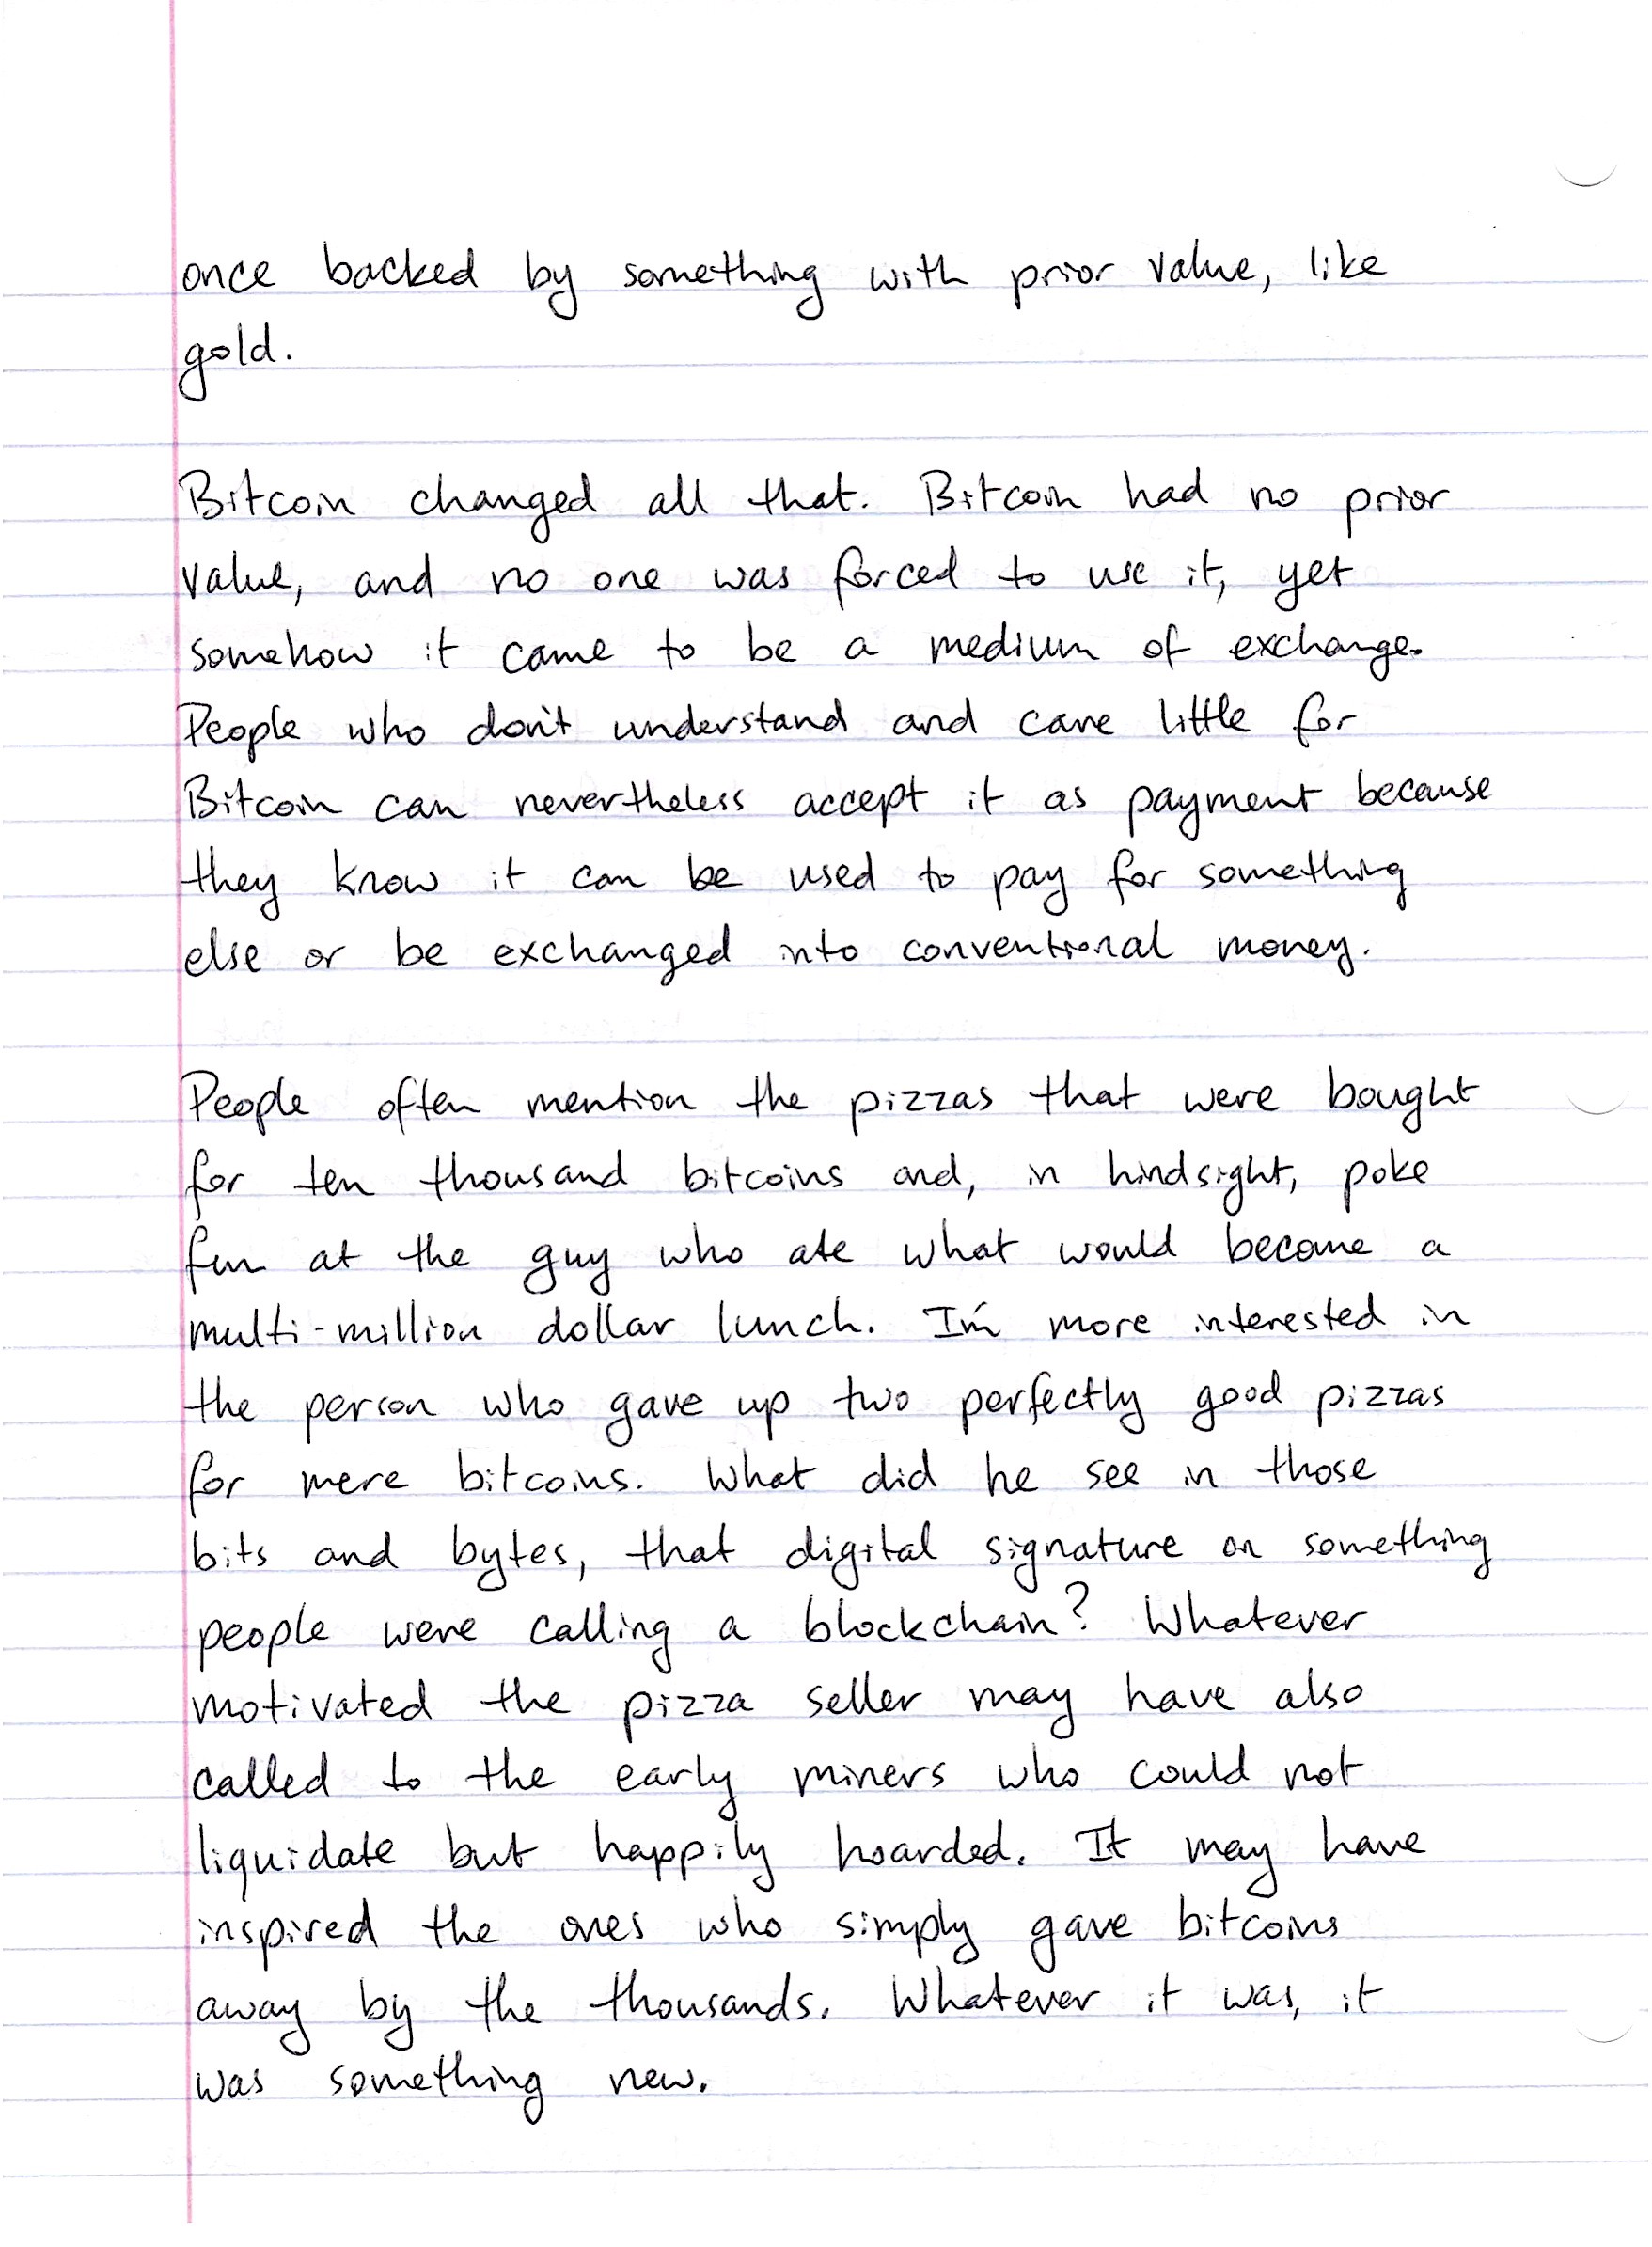 once backed by something with prior value, like
gold.
Bitcoin changed all that. Bitcoin had no prior
value, and no one was forced to use it, yet
somehow it came to be a medium of exchange.
People who don't understand and care little for
Bitcoin can nevertheless accept it as payment because
they know it can be used to pay for something
else or be exchanged into conventional money.
People often mention the pizzas that were bought
for ten thousand bitcoins and, in hindsight, poke
fun at the guy who ate what would become a
multi-million dollar lunch. I'm more interested in
the person who gave up two perfectly good pizzas
for mere bitcoins. What did he see in those
bits and bytes, that digital signature on something
people were calling a blockchain? Whatever
motivated the pizza seller may have also
called to the early miners who could not
liquidate but happily hoarded. It may have
inspired the ones who simply gave bitcoins
away by the thousands. Whatever it was, it
was something new.